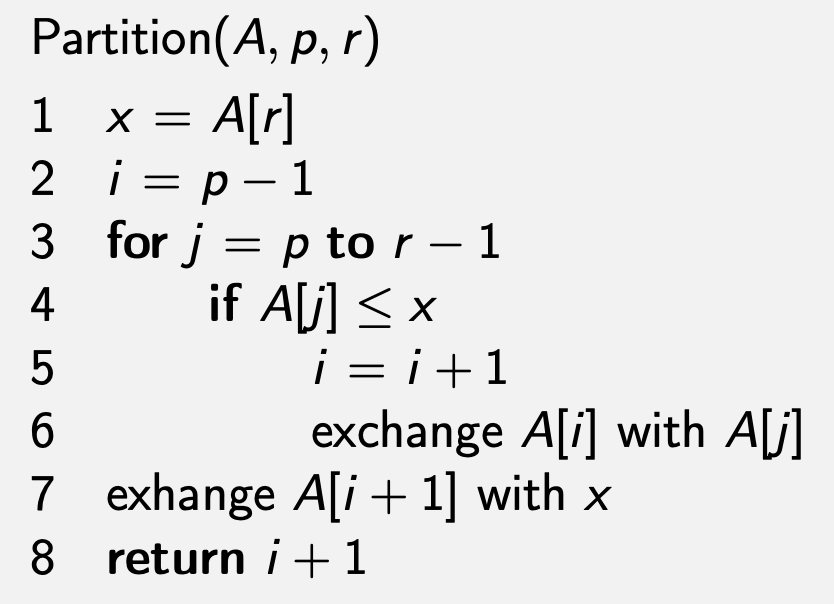 Partition(A, p, r)
1 x = A[r]
2 i = p − 1
3 for j = p to r − 1
4 if A[j] ≤ x
5 i = i + 1
6 exchange A[i] with A[j]
7 exhange A[i + 1] with x
8 return i + 1